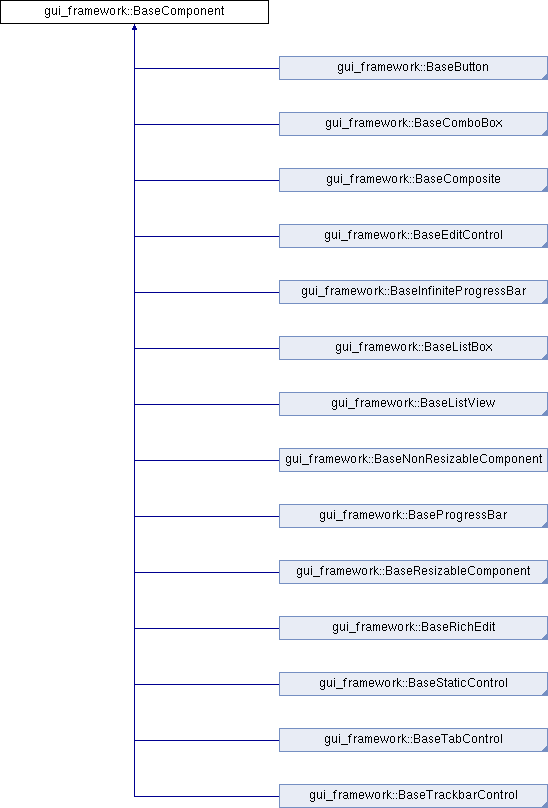 gui_framework::BaseComponent
gui_framework::BaseButton
gui_framework::BaseComboBox
gui_framework::BaseComposite
gui_framework::BaseEditControl
gui_framework::BaseInfiniteProgressBar
gui_framework::BaseListBox
gui_framework::BaseListView
gui_framework::BaseNonResizableComponent
gui_framework::BaseProgressBar
gui_framework::BaseResizableComponent
gui_framework::BaseRichEdit
gui_framework::BaseStaticControl
gui_framework::BaseTabControl
gui_framework::BaseTrackbarControl